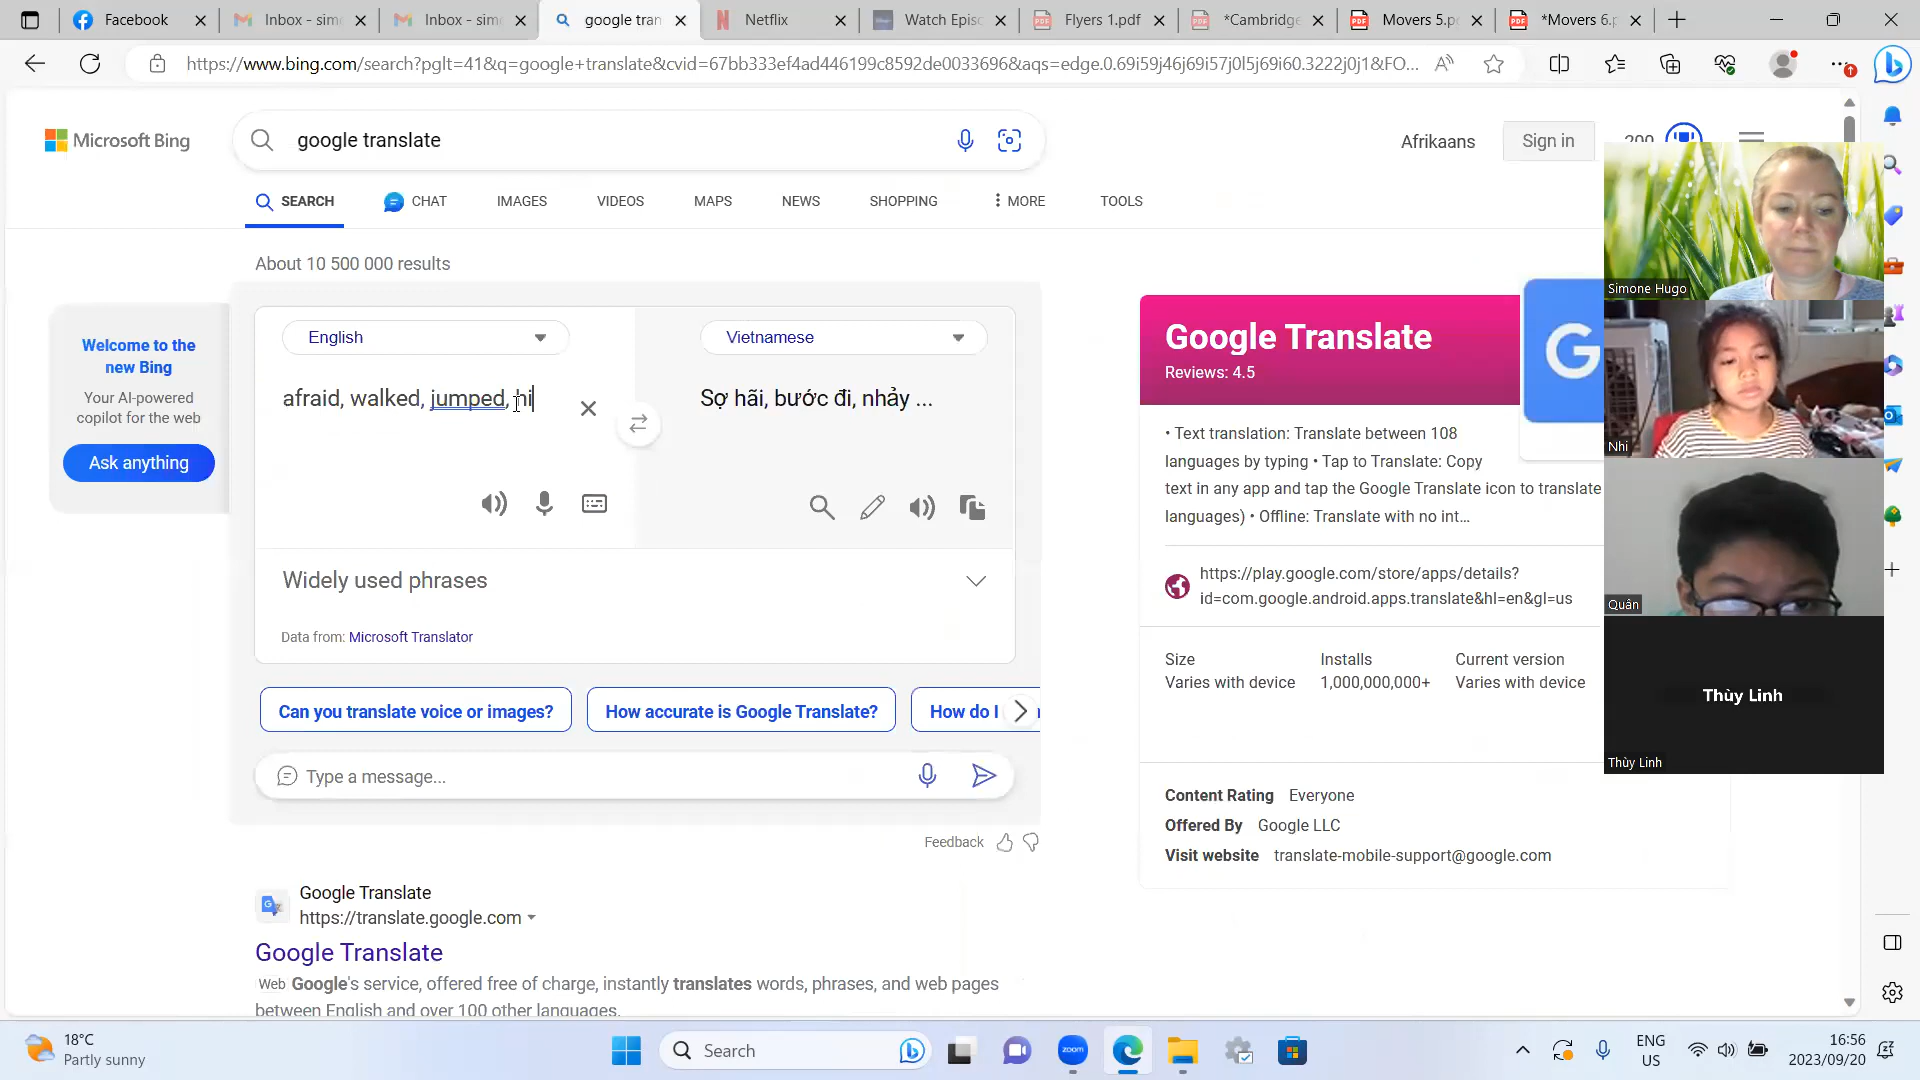 Facebook
Inbox - sim
Inbox - sim
google tran
Netflix
Watch Epis
Flyers 1.pdf
*Cambridge
Movers 5.p
*Movers 6.p
https://www.bing.com/search?pglt=41&q=google+translate&cvid=67bb333ef4ad446199c8592de0033696&aqs=edge.0.69i59j46j69i57j0l5j69i60.3222j0j1&FO...
Microsoft Bing
google translate
Afrikaans
Sign in
200
SEARCH
CHAT
IMAGES
VIDEOS
MAPS
NEWS
SHOPPING
MORE
TOOLS
About 10 500 000 results
Welcome to the
new Bing
Your AI-powered
copilot for the web
Ask anything
English
Vietnamese
afraid, walked, jumped, hi
Sợ hãi, bước đi, nhảy ...
Widely used phrases
Data from: Microsoft Translator
Can you translate voice or images?
How accurate is Google Translate?
How do I
Type a message...
Feedback
Google Translate
https://translate.google.com
Google Translate
Web Google's service, offered free of charge, instantly translates words, phrases, and web pages
between English and over 100 other languages.
Google Translate
Reviews: 4.5
G
• Text translation: Translate between 108
languages by typing • Tap to Translate: Copy
text in any app and tap the Google Translate icon to translate
languages) • Offline: Translate with no int...
https://play.google.com/store/apps/details?
id=com.google.android.apps.translate&hl=en&gl=us
Size
Varies with device
Installs
1,000,000,000+
Current version
Varies with device
Content Rating Everyone
Offered By Google LLC
Visit website translate-mobile-support@google.com
Simone Hugo
Nhi
Quân
Thùy Linh
Thùy Linh
18°C
Partly sunny
Search
zoom
ENG
US
16:56
2023/09/20